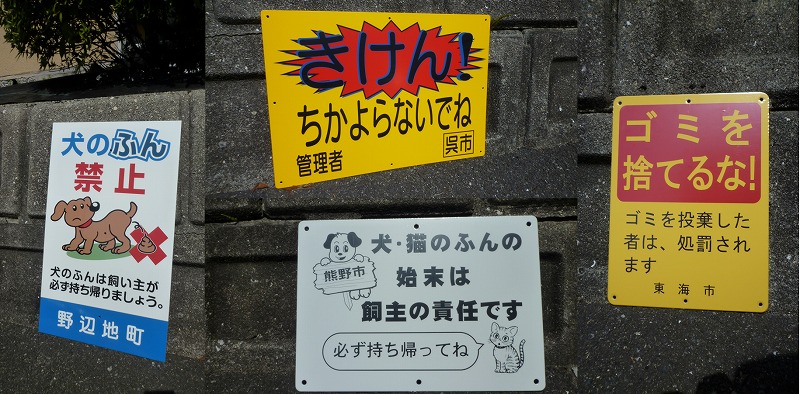 犬のふん
禁止
犬のふんは飼い主が
必ず持ち帰りましょう。
野辺地町
きけん!
ちかよらないでね
管理者
呉市
犬・猫のふんの
熊野市
始末は
飼主の責任です
必ず持ち帰ってね
ゴミを
捨てるな!
ゴミを投棄した
者は、処罰され
ます
東海市